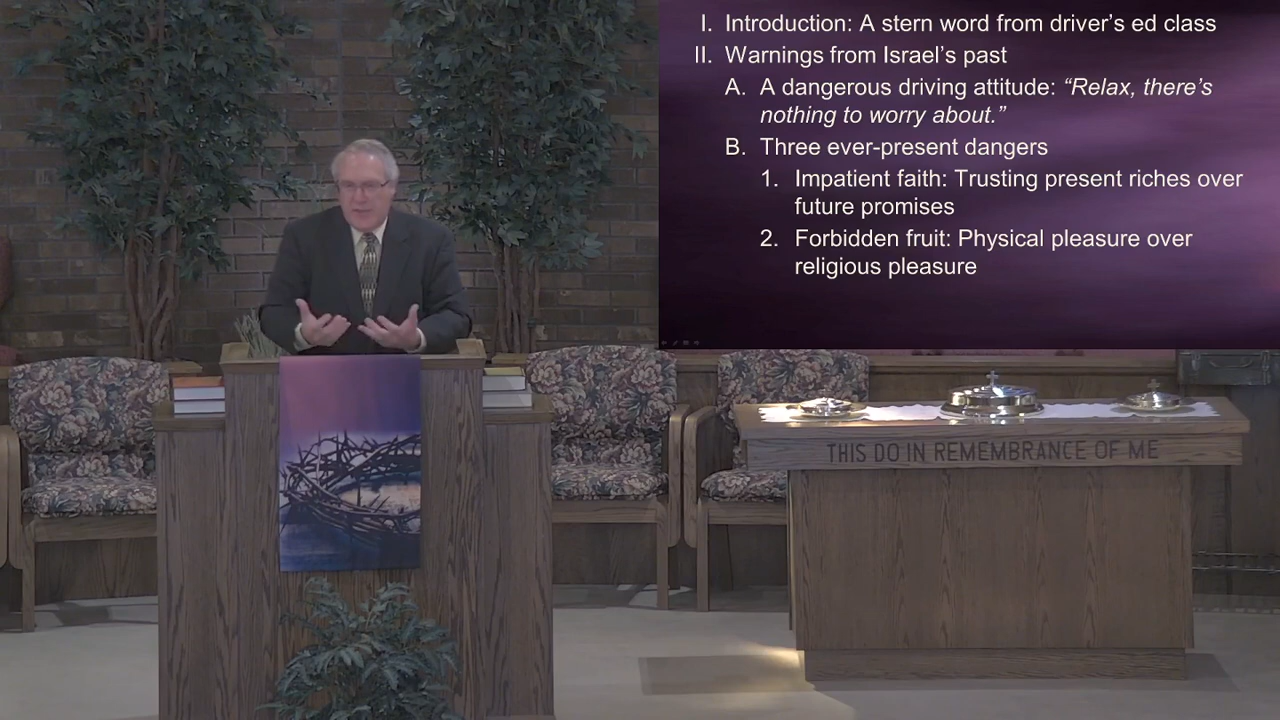 I. Introduction: A stern word from driver's ed class
II. Warnings from Israel's past
A. A dangerous driving attitude: “Relax, there's
nothing to worry about.”
B. Three ever-present dangers
1. Impatient faith: Trusting present riches over
future promises
2. Forbidden fruit: Physical pleasure over
religious pleasure
THIS DO IN REMEMBRANCE OF ME